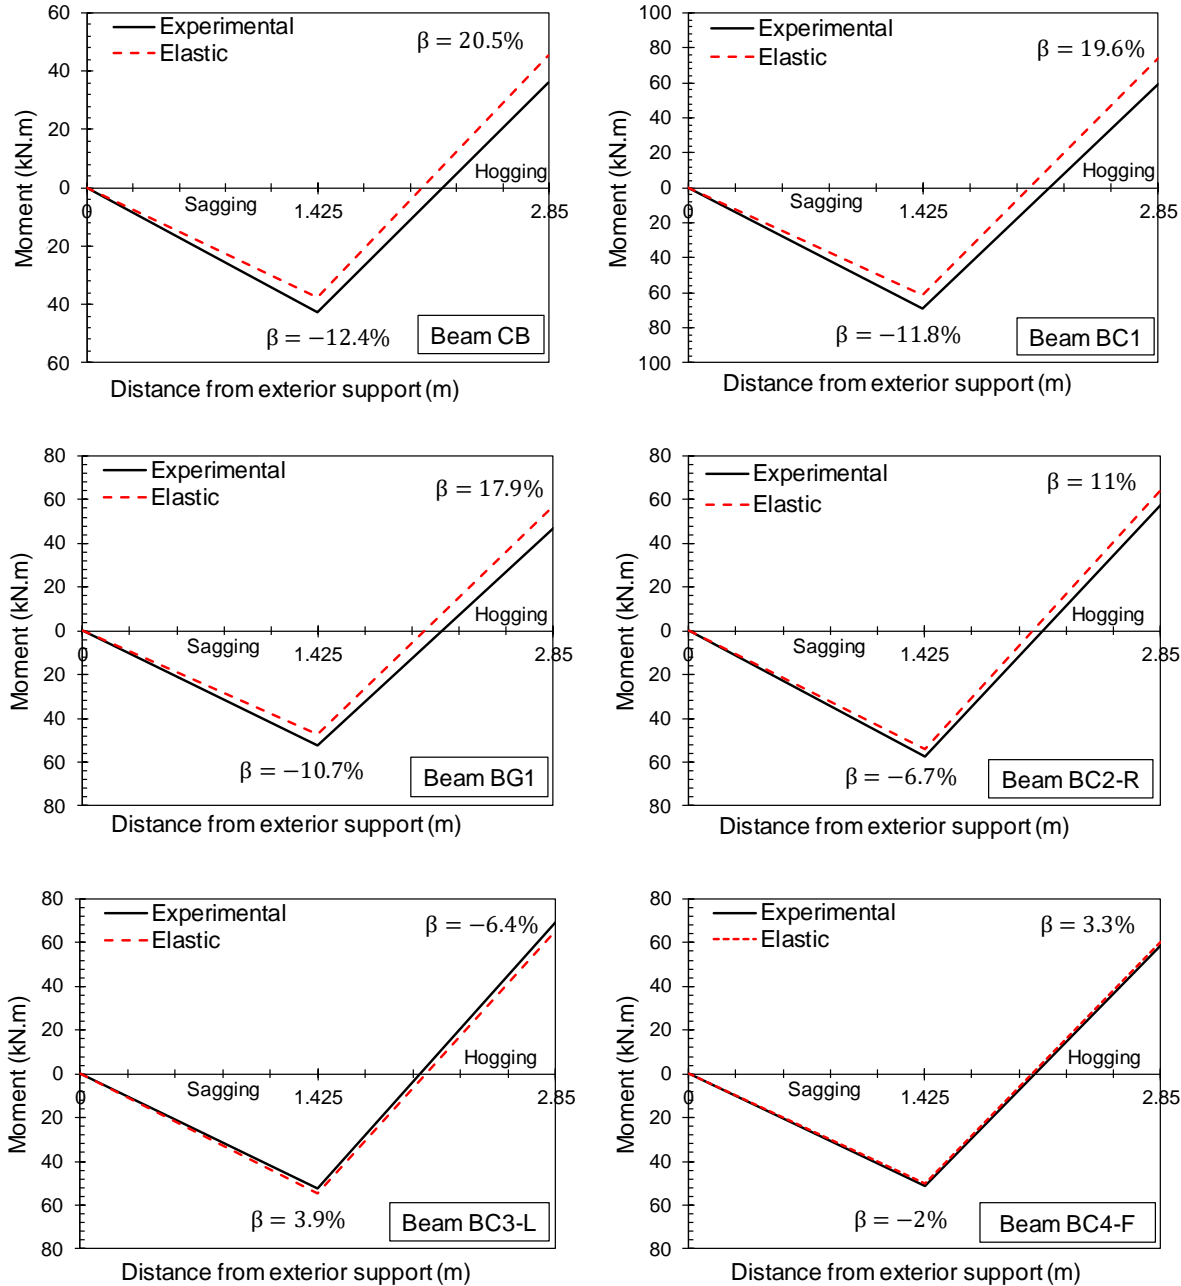 60
Experimental
Elastic
β = 20.5%
40
20
Hogging
0
Sagging
0
1.425
2.85
20
40
β = −12.4%
Beam CB
60
Moment (kN.m)
Distance from exterior support (m)
100
Experimental
Elastic
β = 19.6%
80
60
40
20
Hogging
0
Sagging
0
1.425
2.85
20
40
60
80
β = −11.8%
Beam BC1
100
Moment (kN.m)
Distance from exterior support (m)
80
Experimental
Elastic
β = 17.9%
60
40
20
Hogging
0
Sagging
0
1.425
2.85
20
40
60
β = −10.7%
Beam BG1
80
Moment (kN.m)
Distance from exterior support (m)
80
Experimental
Elastic
β = 11%
60
40
20
Hogging
0
Sagging
0
1.425
2.85
20
40
60
β = −6.7%
Beam BC2-R
80
Moment (kN.m)
Distance from exterior support (m)
80
Experimental
Elastic
β = −6.4%
60
40
20
Hogging
0
Sagging
0
1.425
2.85
20
40
60
β = 3.9%
Beam BC3-L
80
Moment (kN.m)
Distance from exterior support (m)
80
Experimental
Elastic
β = 3.3%
60
40
20
Hogging
0
Sagging
0
1.425
2.85
20
40
60
β = −2%
Beam BC4-F
80
Moment (kN.m)
Distance from exterior support (m)